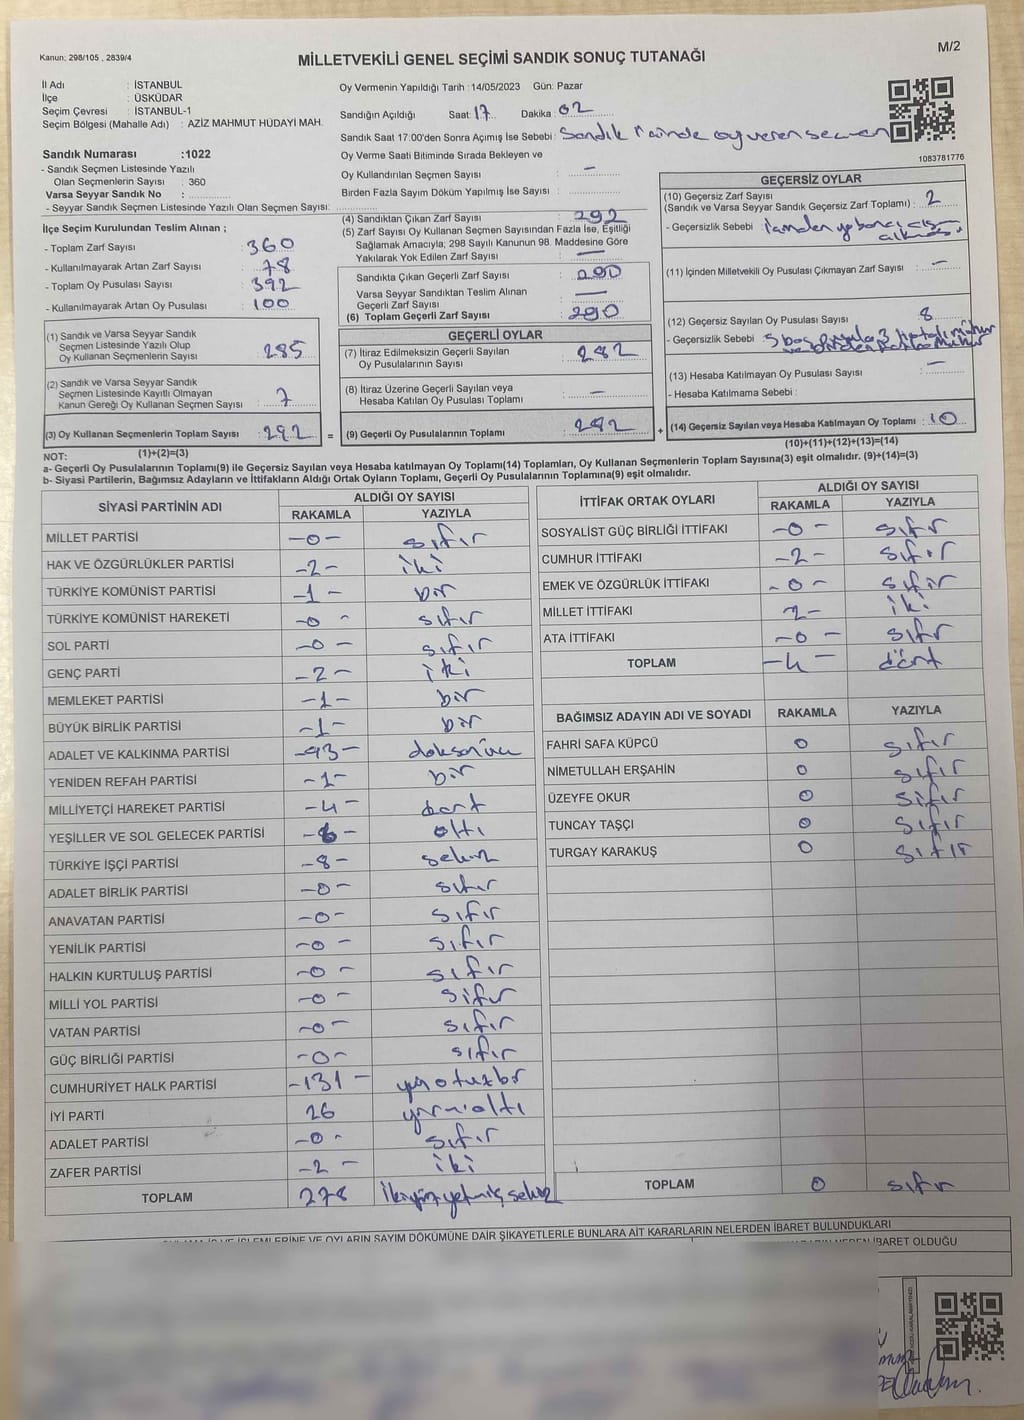 Kanun: 298/105 , 2839/4
M/2
MİLLETVEKİLİ GENEL SEÇİMİ SANDIK SONUÇ TUTANAĞI
İl Adı : İSTANBUL
İlçe : ÜSKÜDAR
Seçim Çevresi : İSTANBUL-1
Seçim Bölgesi (Mahalle Adı) : AZİZ MAHMUT HÜDAYİ MAH.
Sandık Numarası :1022
- Sandık Seçmen Listesinde Yazılı
Olan Seçmenlerin Sayısı : 360
Varsa Seyyar Sandık No :
- Seyyar Sandık Seçmen Listesinde Yazılı Olan Seçmen Sayısı:
Oy Vermenin Yapıldığı Tarih : 14/05/2023 Gün: Pazar
Sandığın Açıldığı Saat: 17 Dakika: 02
Sandık Saat 17:00'den Sonra Açımış İse Sebebi : Sandık oy veren seçmen
Oy Verme Saati Bitiminde Sırada Bekleyen ve
Oy Kullandırılan Seçmen Sayısı : —
Birden Fazla Sayım Döküm Yapılmış İse Sayısı :
1083781776
İlçe Seçim Kurulundan Teslim Alınan ;
- Toplam Zarf Sayısı : 360
- Kullanılmayarak Artan Zarf Sayısı : 78
- Toplam Oy Pusulası Sayısı : 392
- Kullanılmayarak Artan Oy Pusulası : 100
(1) Sandık ve Varsa Seyyar Sandık
Seçmen Listesinde Yazılı Olup
Oy Kullanan Seçmenlerin Sayısı : 285
(2) Sandık ve Varsa Seyyar Sandık
Seçmen Listesinde Kayıtlı Olmayan
Kanun Gereği Oy Kullanan Seçmen Sayısı : 7
(3) Oy Kullanan Seçmenlerin Toplam Sayısı : 292
(1)+(2)=(3)
(4) Sandıktan Çıkan Zarf Sayısı : 292
(5) Zarf Sayısı Oy Kullanan Seçmen Sayısından Fazla İse, Eşitliği
Sağlamak Amacıyla; 298 Sayılı Kanunun 98. Maddesine Göre
Yakılarak Yok Edilen Zarf Sayısı : —
Sandıkta Çıkan Geçerli Zarf Sayısı : 290
Varsa Seyyar Sandıktan Teslim Alınan
Geçerli Zarf Sayısı : —
(6) Toplam Geçerli Zarf Sayısı : 290
GEÇERLİ OYLAR
(7) İtiraz Edilmeksizin Geçerli Sayılan
Oy Pusulalarının Sayısı : 282
(8) İtiraz Üzerine Geçerli Sayılan veya
Hesaba Katılan Oy Pusulası Toplamı : —
= (9) Geçerli Oy Pusulalarının Toplamı : 282
GEÇERSİZ OYLAR
(10) Geçersiz Zarf Sayısı
(Sandık ve Varsa Seyyar Sandık Geçersiz Zarf Toplamı) : 2
- Geçersizlik Sebebi :
(11) İçinden Milletvekili Oy Pusulası Çıkmayan Zarf Sayısı : —
(12) Geçersiz Sayılan Oy Pusulası Sayısı : 8
- Geçersizlik Sebebi : 5 boş pusula 3 hatalı mühür
(13) Hesaba Katılmayan Oy Pusulası Sayısı : —
- Hesaba Katılmama Sebebi :
+ (14) Geçersiz Sayılan veya Hesaba Katılmayan Oy Toplamı : 10
(10)+(11)+(12)+(13)=(14)
NOT:
a- Geçerli Oy Pusulalarının Toplamı(9) ile Geçersiz Sayılan veya Hesaba katılmayan Oy Toplamı(14) Toplamları, Oy Kullanan Seçmenlerin Toplam Sayısına(3) eşit olmalıdır. (9)+(14)=(3)
b- Siyasi Partilerin, Bağımsız Adayların ve İttifakların Aldığı Ortak Oyların Toplamı, Geçerli Oy Pusulalarının Toplamına(9) eşit olmalıdır.
SİYASİ PARTİNİN ADI ALDIĞI OY SAYISI
RAKAMLA YAZIYLA
MİLLET PARTİSİ -0- sıfır
HAK VE ÖZGÜRLÜKLER PARTİSİ -2- iki
TÜRKİYE KOMÜNİST PARTİSİ -1- bir
TÜRKİYE KOMÜNİST HAREKETİ -0- sıfır
SOL PARTİ -0- sıfır
GENÇ PARTİ -2- iki
MEMLEKET PARTİSİ -1- bir
BÜYÜK BİRLİK PARTİSİ -1- bir
ADALET VE KALKINMA PARTİSİ -93- doksanüç
YENİDEN REFAH PARTİSİ -1- bir
MİLLİYETÇİ HAREKET PARTİSİ -4- dört
YEŞİLLER VE SOL GELECEK PARTİSİ -6- altı
TÜRKİYE İŞÇİ PARTİSİ -8- sekiz
ADALET BİRLİK PARTİSİ -0- sıfır
ANAVATAN PARTİSİ -0- sıfır
YENİLİK PARTİSİ -0- sıfır
HALKIN KURTULUŞ PARTİSİ -0- sıfır
MİLLİ YOL PARTİSİ -0- sıfır
VATAN PARTİSİ -0- sıfır
GÜÇ BİRLİĞİ PARTİSİ -0- sıfır
CUMHURİYET HALK PARTİSİ -131- yüzotuzbir
İYİ PARTİ 26 yirmialtı
ADALET PARTİSİ -0- sıfır
ZAFER PARTİSİ -2- iki
TOPLAM 278 ikiyüzyetmişsekiz
İTTİFAK ORTAK OYLARI ALDIĞI OY SAYISI
RAKAMLA YAZIYLA
SOSYALİST GÜÇ BİRLİĞİ İTTİFAKI -0- sıfır
CUMHUR İTTİFAKI -2- sıfır
EMEK VE ÖZGÜRLÜK İTTİFAKI -0- sıfır
MİLLET İTTİFAKI 2- iki
ATA İTTİFAKI -0- sıfır
TOPLAM -4- dört
BAĞIMSIZ ADAYIN ADI VE SOYADI RAKAMLA YAZIYLA
FAHRİ SAFA KÜPCÜ 0 sıfır
NİMETULLAH ERŞAHİN 0 sıfır
ÜZEYFE OKUR 0 sıfır
TUNCAY TAŞÇI 0 sıfır
TURGAY KARAKUŞ 0 sıfır
TOPLAM 0 sıfır
İŞLEMLERİNE VE OYLARIN SAYIM DÖKÜMÜNE DAİR ŞİKAYETLERLE BUNLARA AİT KARARLARIN NELERDEN İBARET BULUNDUKLARI
İBARET OLDUĞU